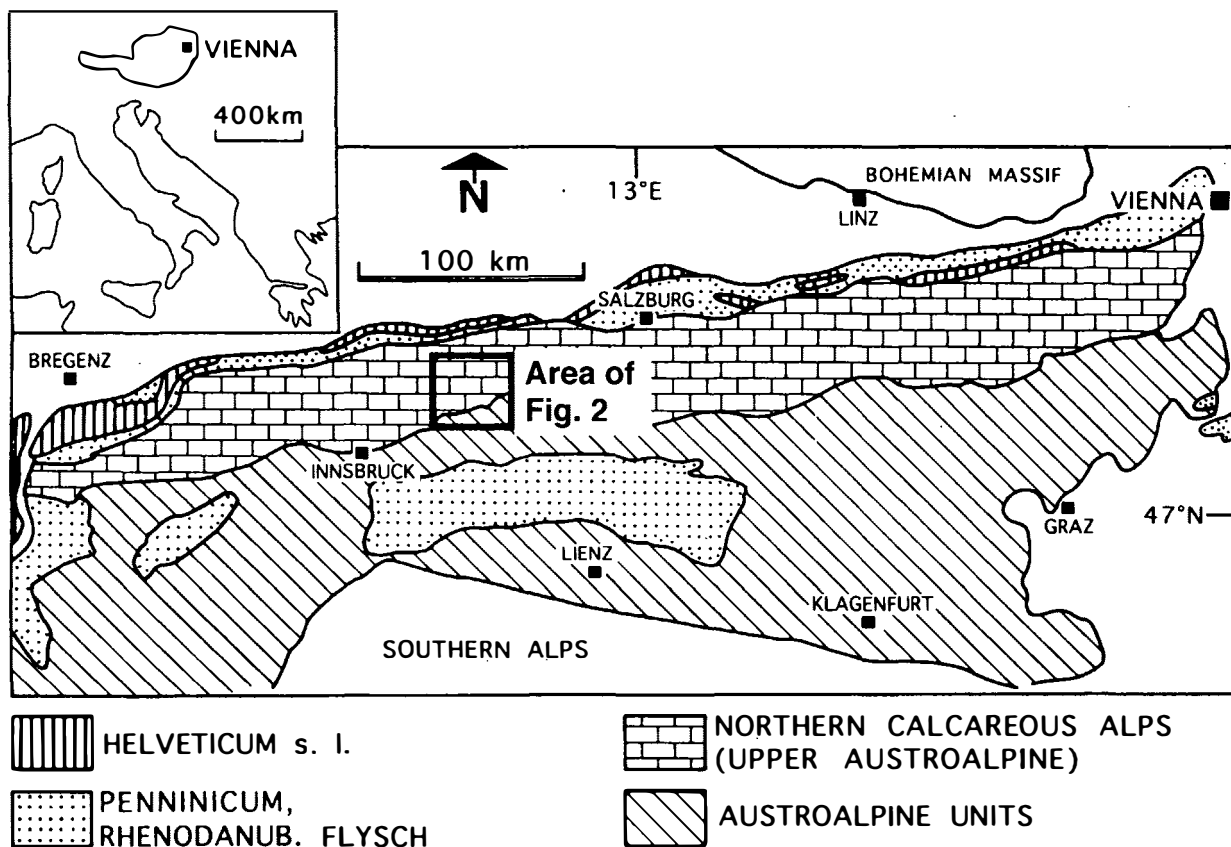 VIENNA
400km
N
13°E
BOHEMIAN MASSIF
LINZ
VIENNA
100 km
SALZBURG
BREGENZ
Area of
Fig. 2
INNSBRUCK
47°N
GRAZ
LIENZ
KLAGENFURT
SOUTHERN ALPS
HELVETICUM s. l.
NORTHERN CALCAREOUS ALPS
(UPPER AUSTROALPINE)
PENNINICUM,
RHENODANUB. FLYSCH
AUSTROALPINE UNITS